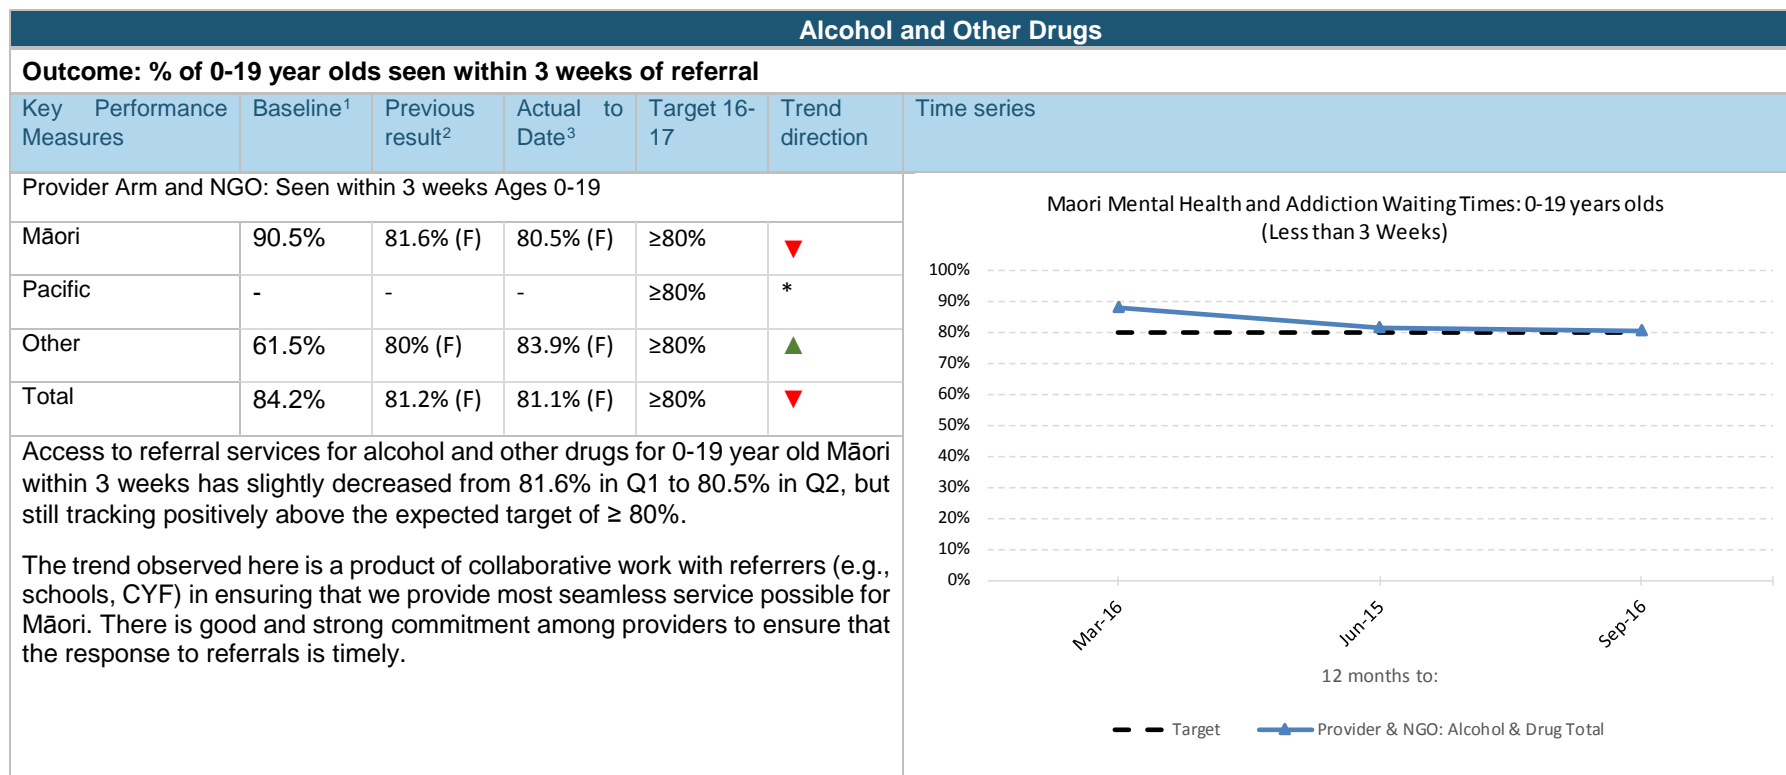 Alcohol and Other Drugs
Outcome: % of 0-19 year olds seen within 3 weeks of referral
Key Performance Measures
Baseline1
Previous result2
Actual to Date3
Target 16-17
Trend direction
Time series
Provider Arm and NGO: Seen within 3 weeks Ages 0-19
Māori 90.5% 81.6% (F) 80.5% (F) ≥80% ▼
Pacific - - - ≥80% *
Other 61.5% 80% (F) 83.9% (F) ≥80% ▲
Total 84.2% 81.2% (F) 81.1% (F) ≥80% ▼
Access to referral services for alcohol and other drugs for 0-19 year old Māori
within 3 weeks has slightly decreased from 81.6% in Q1 to 80.5% in Q2, but
still tracking positively above the expected target of ≥ 80%.
The trend observed here is a product of collaborative work with referrers (e.g.,
schools, CYF) in ensuring that we provide most seamless service possible for
Māori. There is good and strong commitment among providers to ensure that
the response to referrals is timely.
Maori Mental Health and Addiction Waiting Times: 0-19 years olds
(Less than 3 Weeks)
100%
90%
80%
70%
60%
50%
40%
30%
20%
10%
0%
Mar-16
Jun-15
Sep-16
12 months to:
Target
Provider & NGO: Alcohol & Drug Total